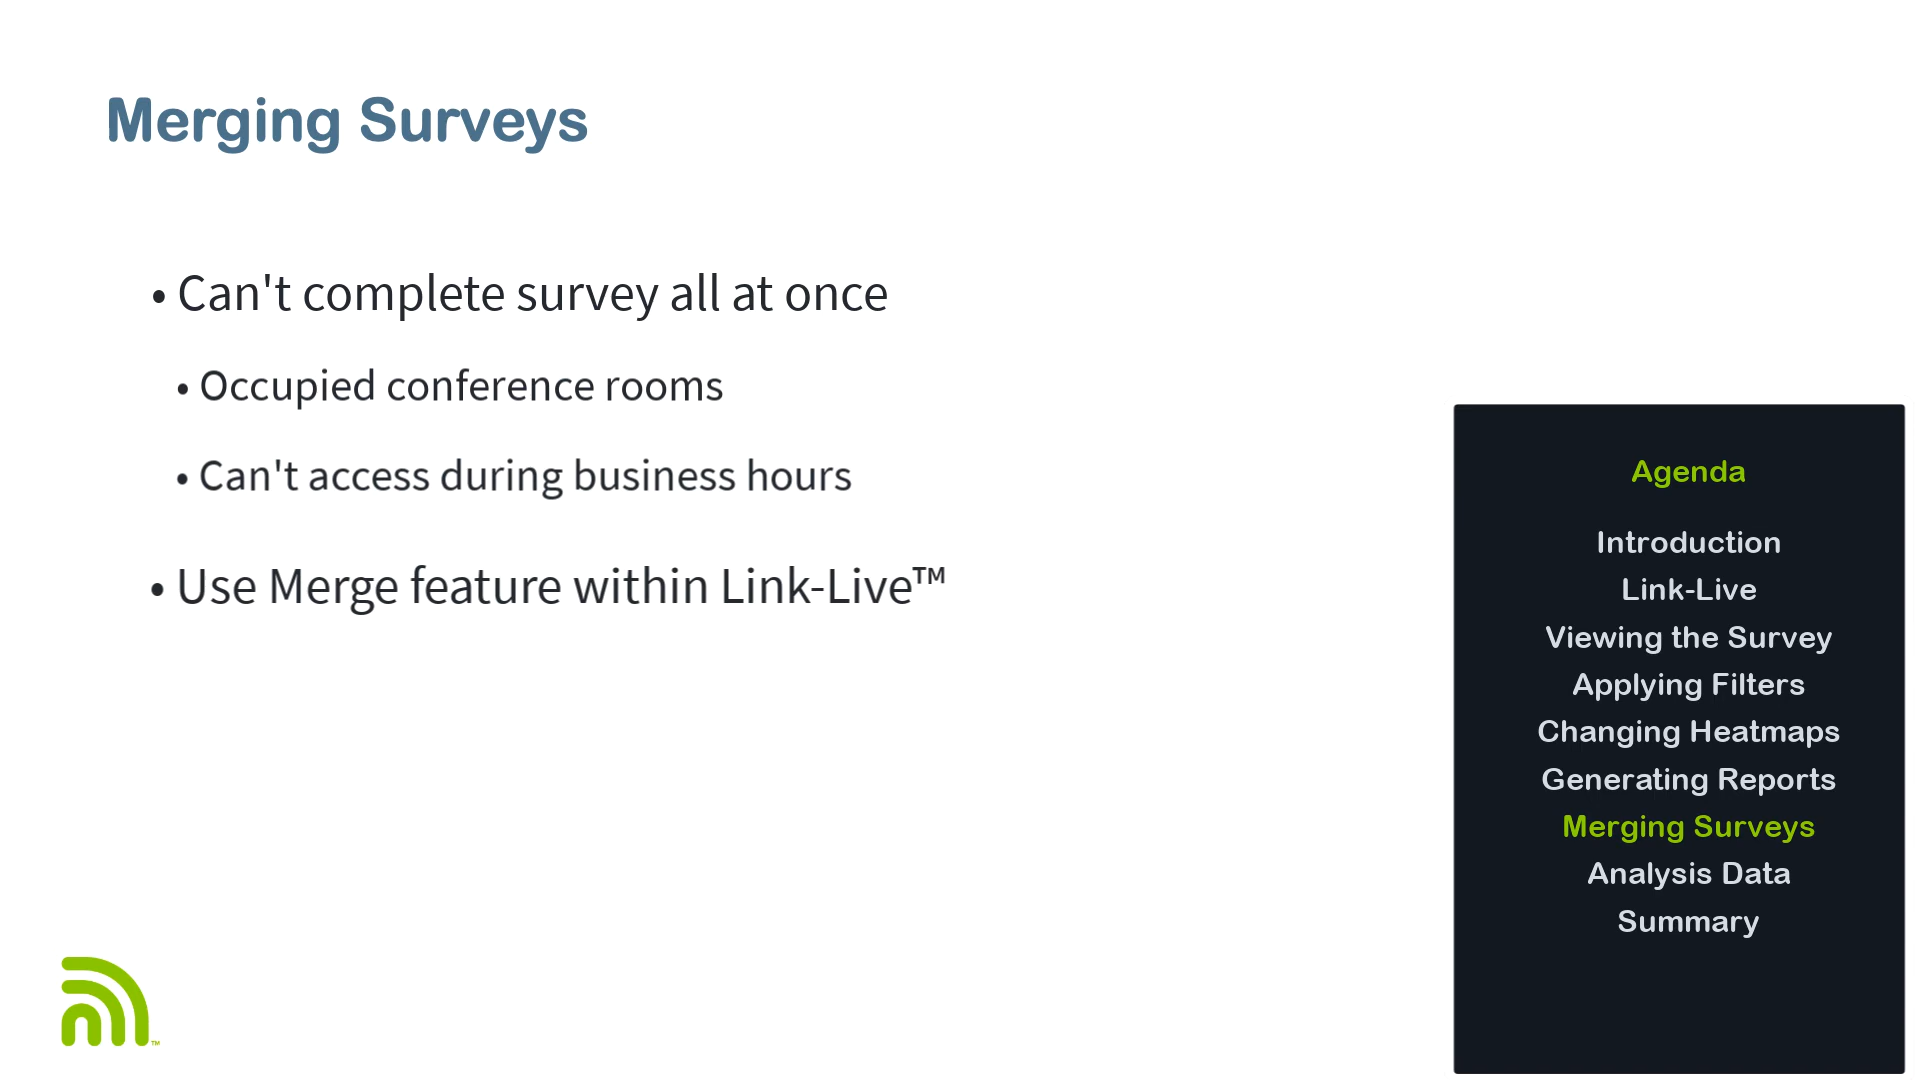 Merging Surveys
• Can't complete survey all at once
• Occupied conference rooms
• Can't access during business hours
• Use Merge feature within Link-Live™
Agenda
Introduction
Link-Live
Viewing the Survey
Applying Filters
Changing Heatmaps
Generating Reports
Merging Surveys
Analysis Data
Summary
™